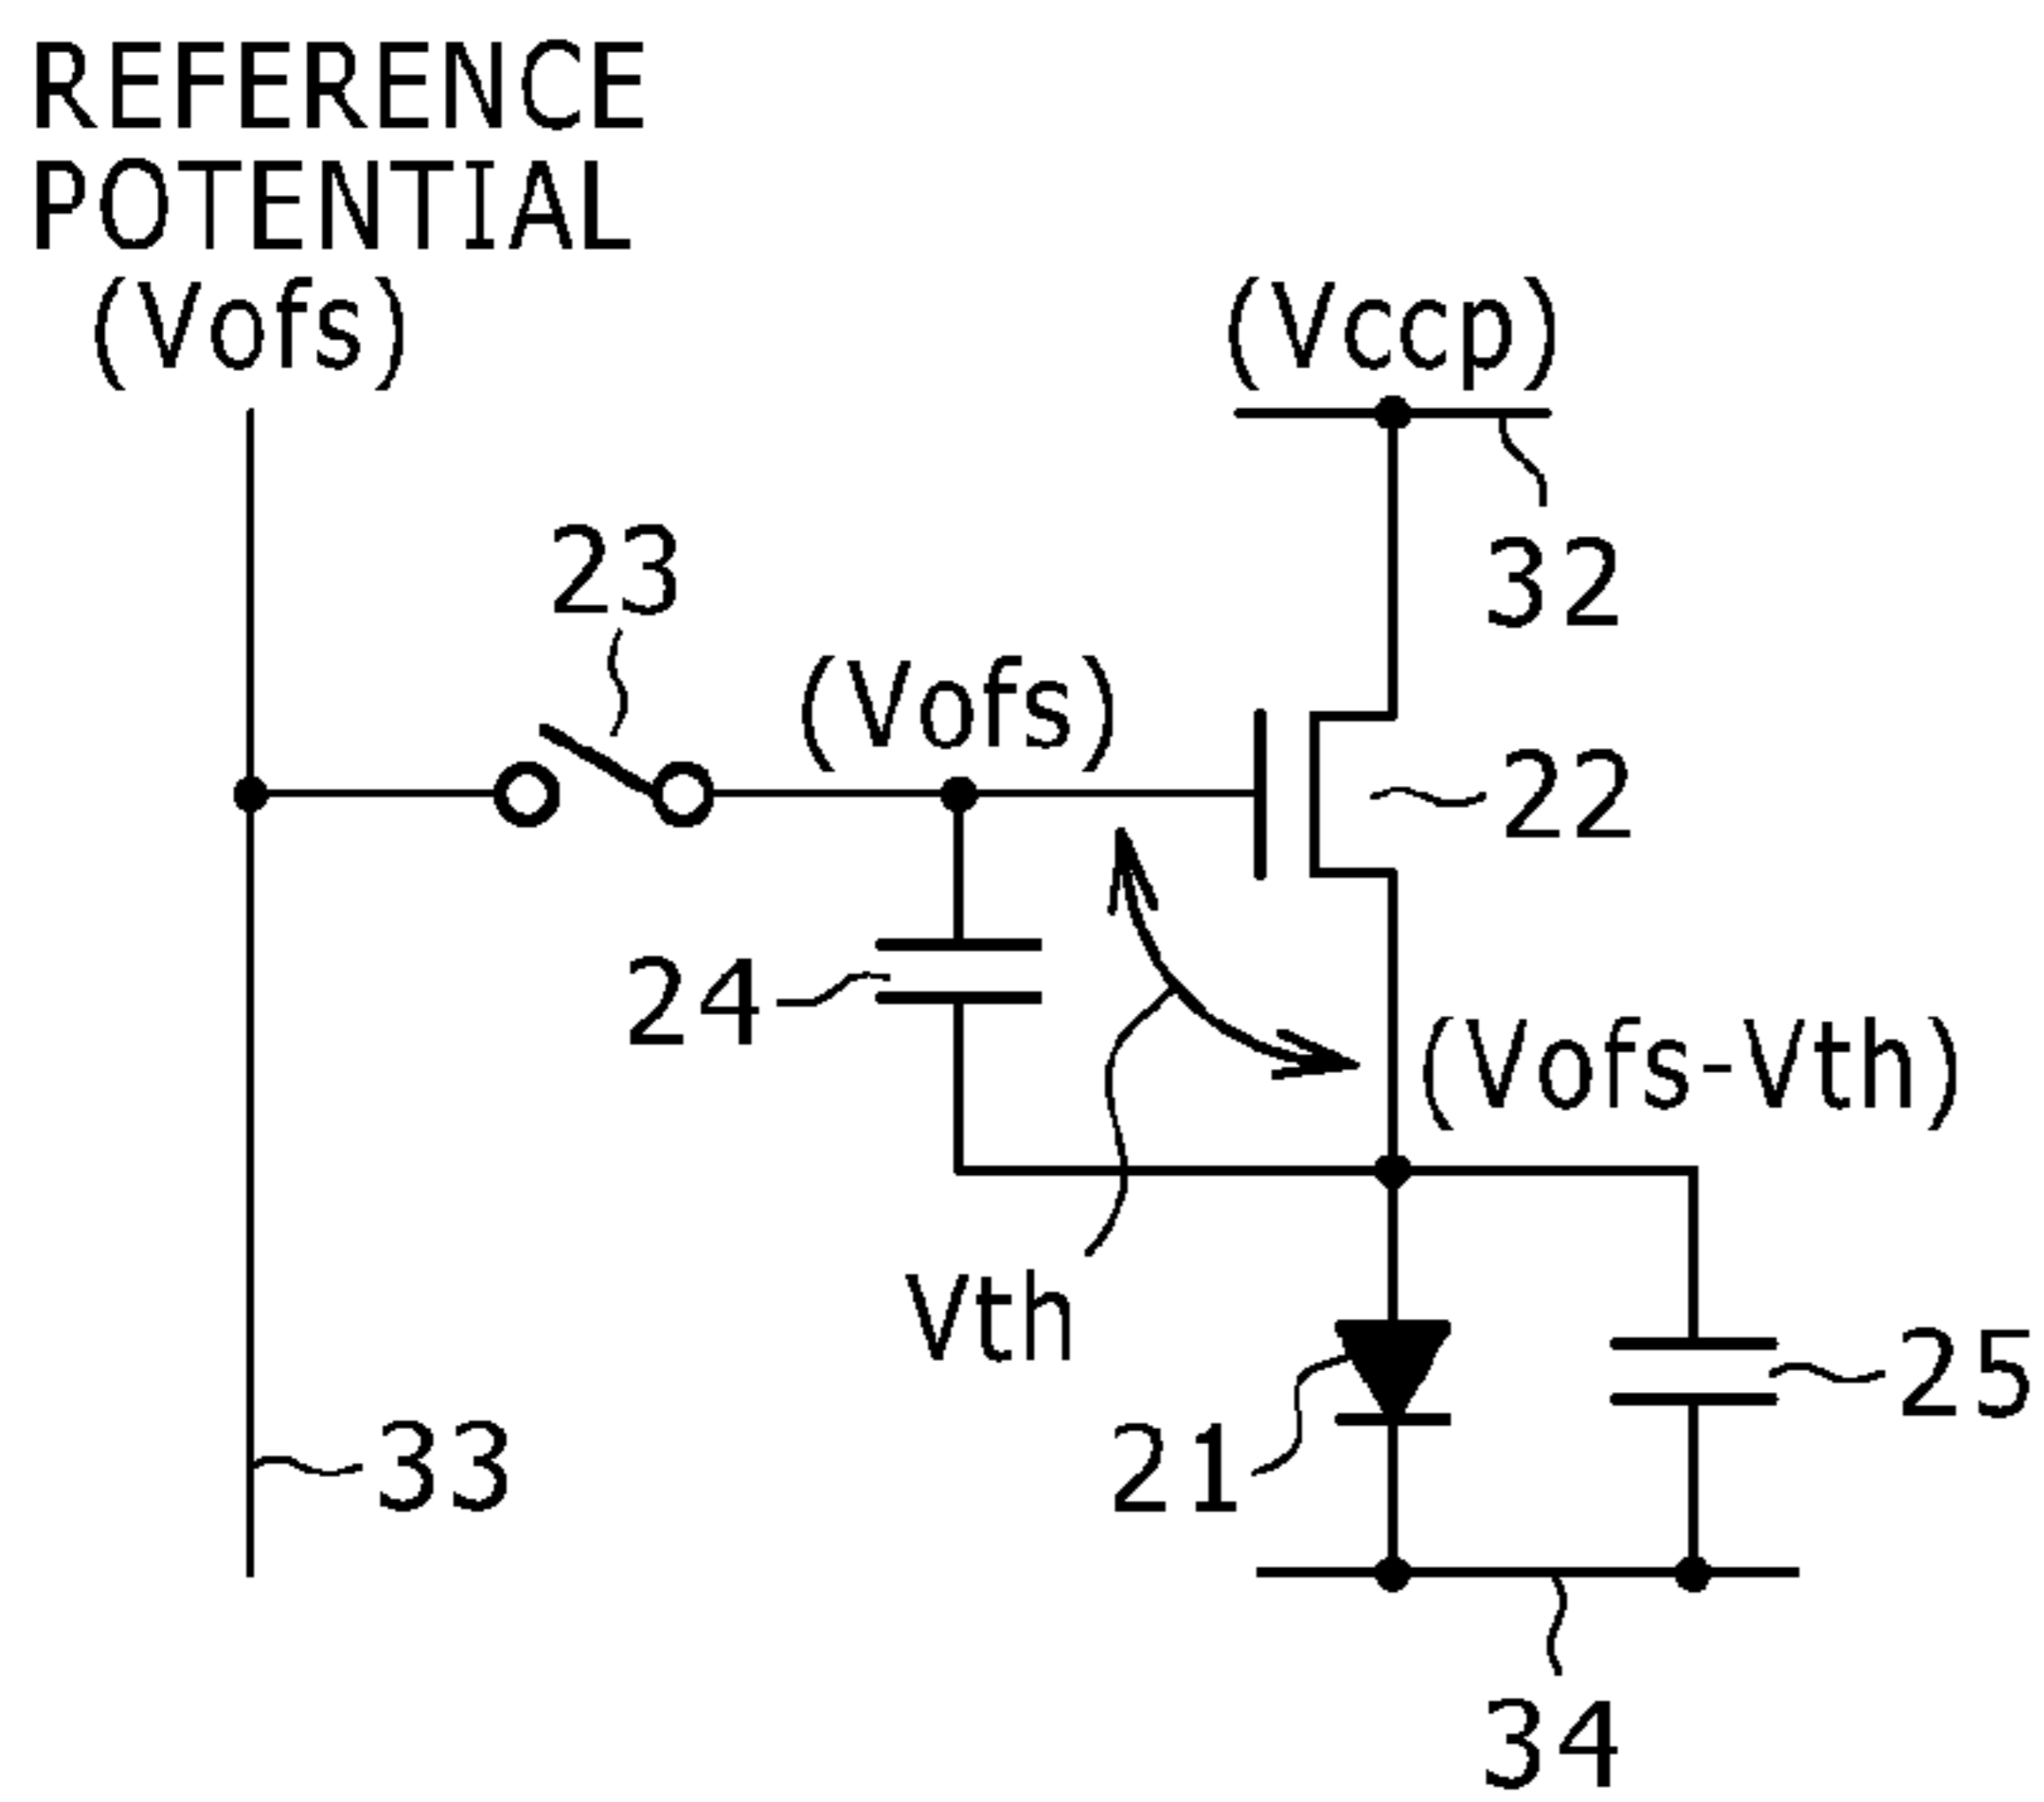 REFERENCE
POTENTIAL
(Vofs)
(Vccp)
32
23
(Vofs)
22
24
(Vofs-Vth)
Vth
25
21
33
34